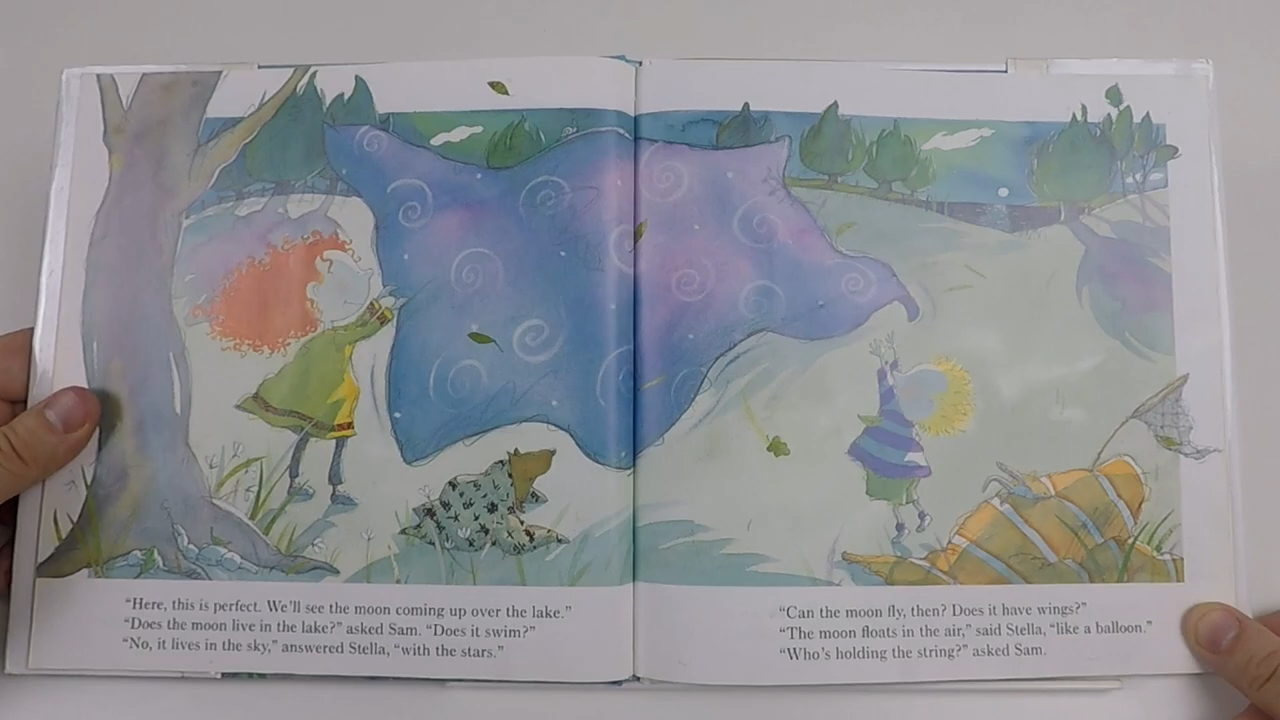 “Here, this is perfect. We’ll see the moon coming up over the lake.”
“Does the moon live in the lake?” asked Sam. “Does it swim?”
“No, it lives in the sky,” answered Stella, “with the stars.”
“Can the moon fly, then? Does it have wings?”
“The moon floats in the air,” said Stella, “like a balloon.”
“Who’s holding the string?” asked Sam.